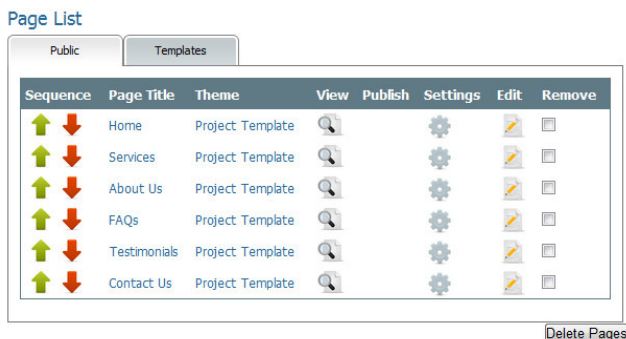 Page List
Public Templates
Sequence Page Title Theme View Publish Settings Edit Remove
Home Project Template
Services Project Template
About Us Project Template
FAQs Project Template
Testimonials Project Template
Contact Us Project Template
Delete Pages